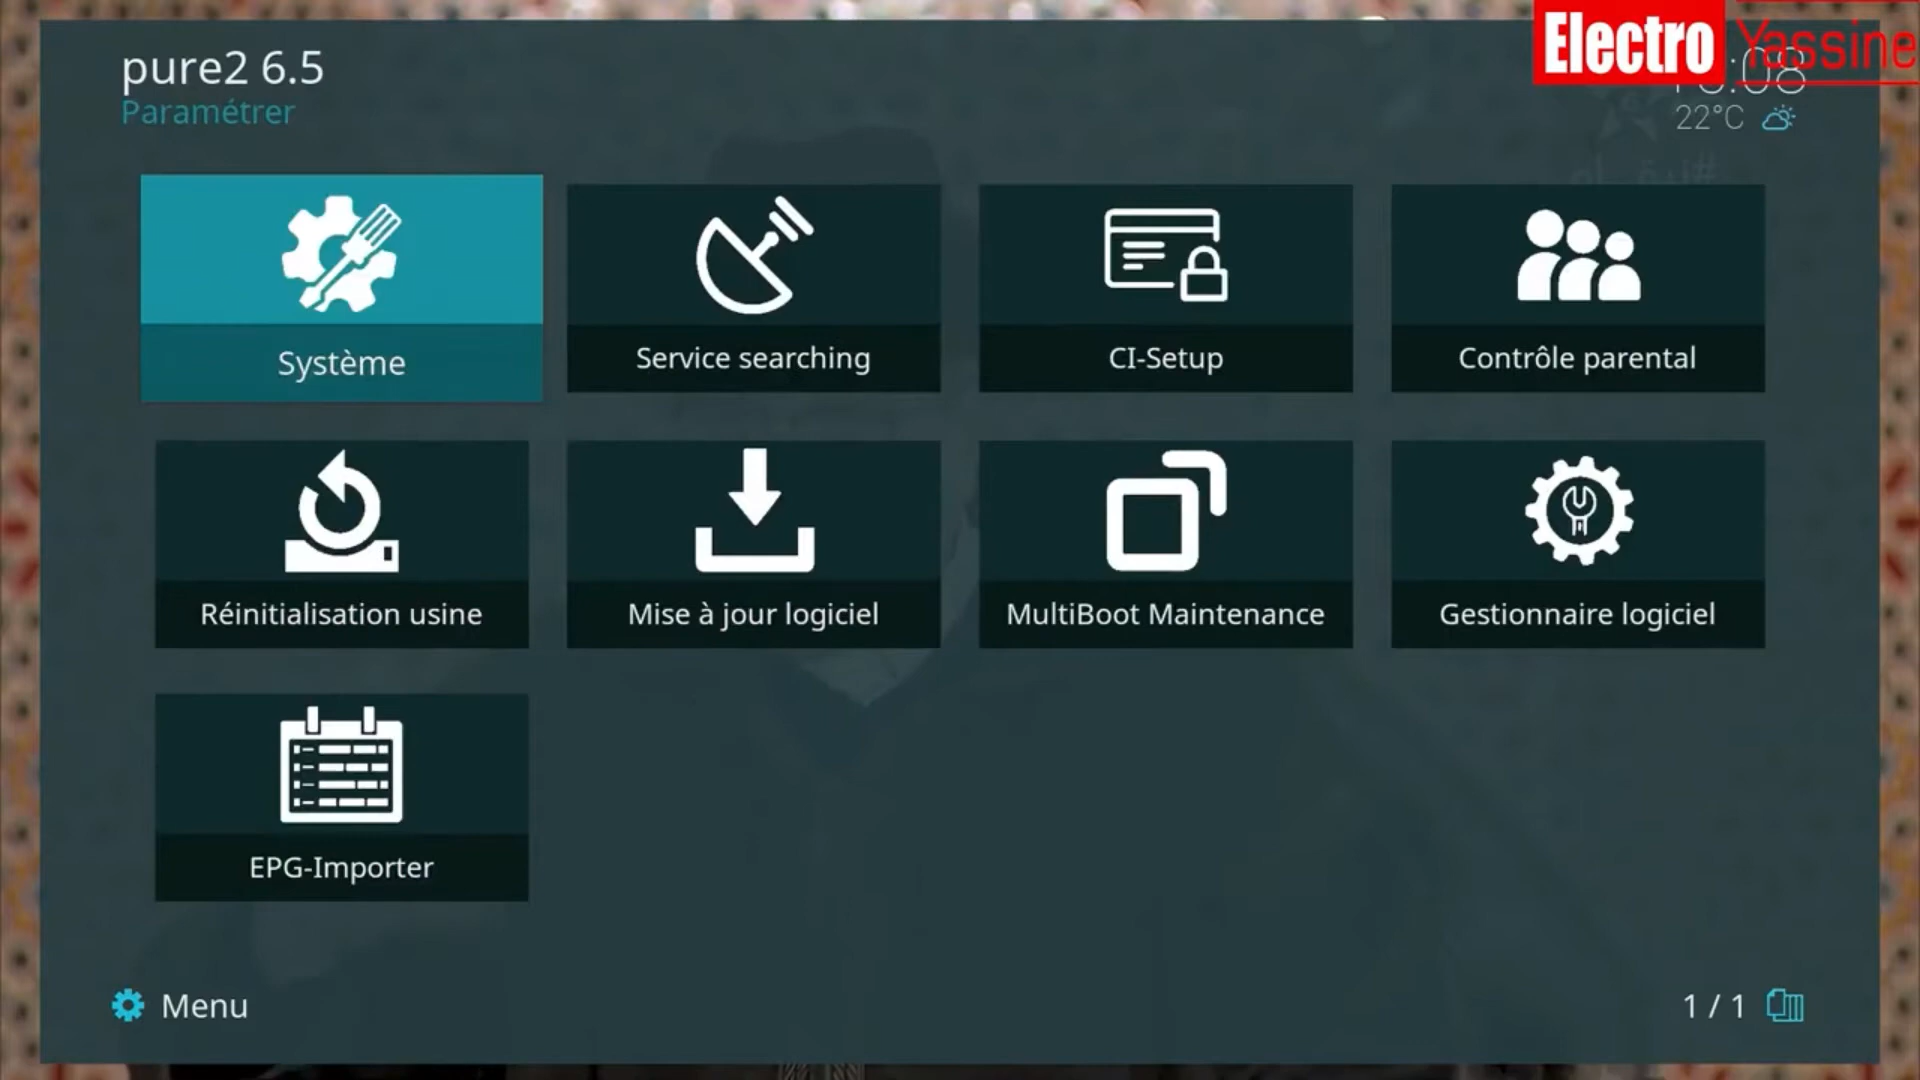 pure2 6.5
Paramétrer
Electro Yassine
:08
22°C
Système
Service searching
CI-Setup
Contrôle parental
Réinitialisation usine
Mise à jour logiciel
MultiBoot Maintenance
Gestionnaire logiciel
EPG-Importer
Menu
1 / 1